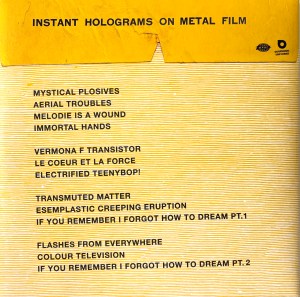 INSTANT HOLOGRAMS ON METAL FILM
MYSTICAL PLOSIVES
AERIAL TROUBLES
MELODIE IS A WOUND
IMMORTAL HANDS
VERMONA F TRANSISTOR
LE COEUR ET LA FORCE
ELECTRIFIED TEENYBOP!
TRANSMUTED MATTER
ESEMPLASTIC CREEPING ERUPTION
IF YOU REMEMBER I FORGOT HOW TO DREAM PT.1
FLASHES FROM EVERYWHERE
COLOUR TELEVISION
IF YOU REMEMBER I FORGOT HOW TO DREAM PT.2